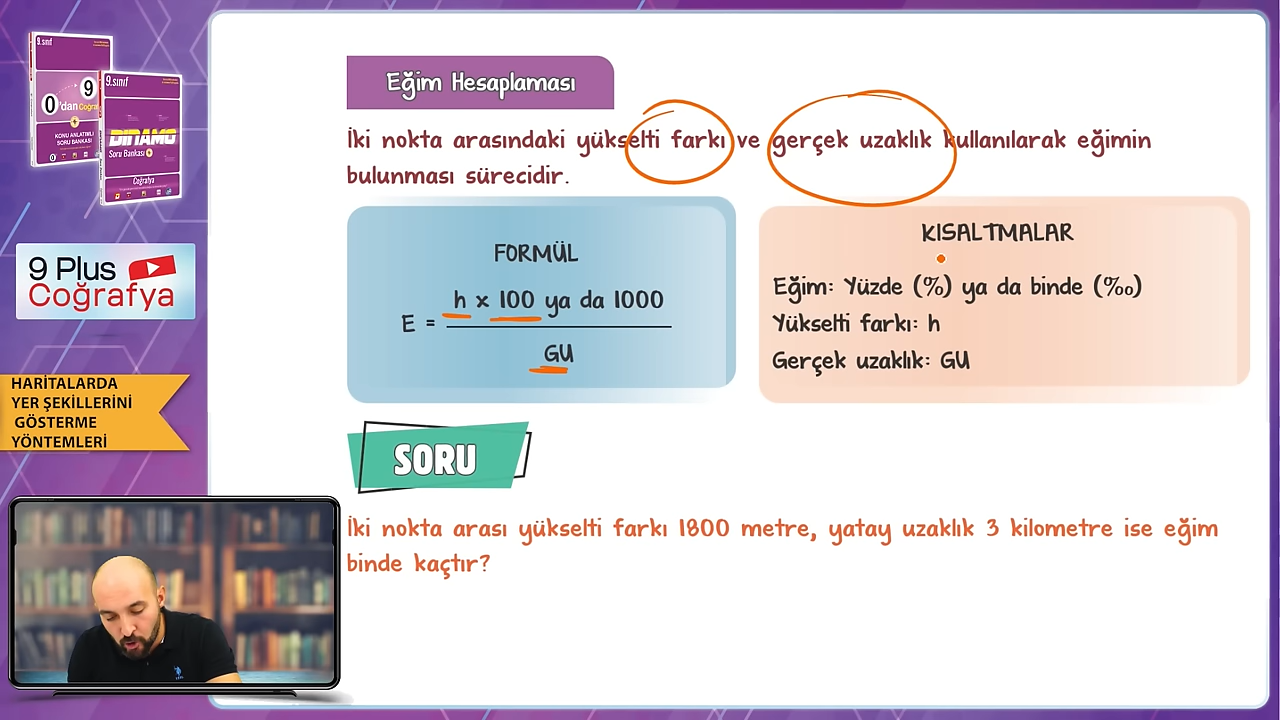 9.sınıf
0'dan 9
Coğrafya
KONU ANLATIMLI
SORU BANKASI
9.sınıf
DİNAMO
Soru Bankası
Coğrafya
9 Plus
Coğrafya
HARİTALARDA
YER ŞEKİLLERİNİ
GÖSTERME
YÖNTEMLERİ
Eğim Hesaplaması
İki nokta arasındaki yükselti farkı ve gerçek uzaklık kullanılarak eğimin
bulunması sürecidir.
FORMÜL
h x 100 ya da 1000
E =
GU
KISALTMALAR
Eğim: Yüzde (%) ya da binde (‰)
Yükselti farkı: h
Gerçek uzaklık: GU
SORU
İki nokta arası yükselti farkı 1800 metre, yatay uzaklık 3 kilometre ise eğim
binde kaçtır?